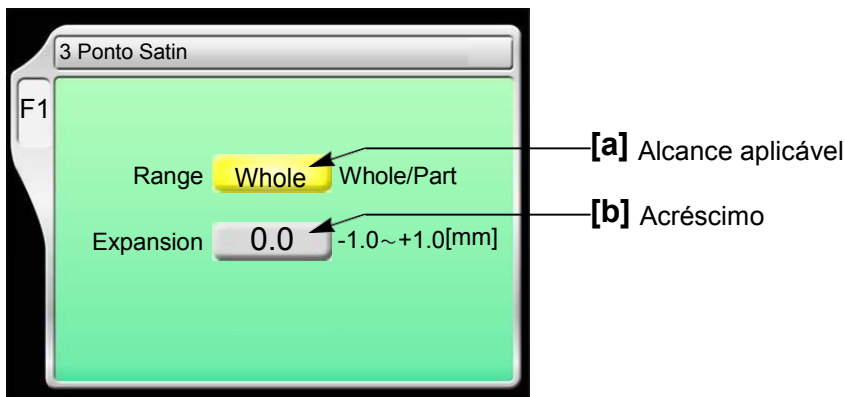 3 Ponto Satin
F1
Range Whole Whole/Part
[a] Alcance aplicável
Expansion 0.0 -1.0~+1.0[mm]
[b] Acréscimo